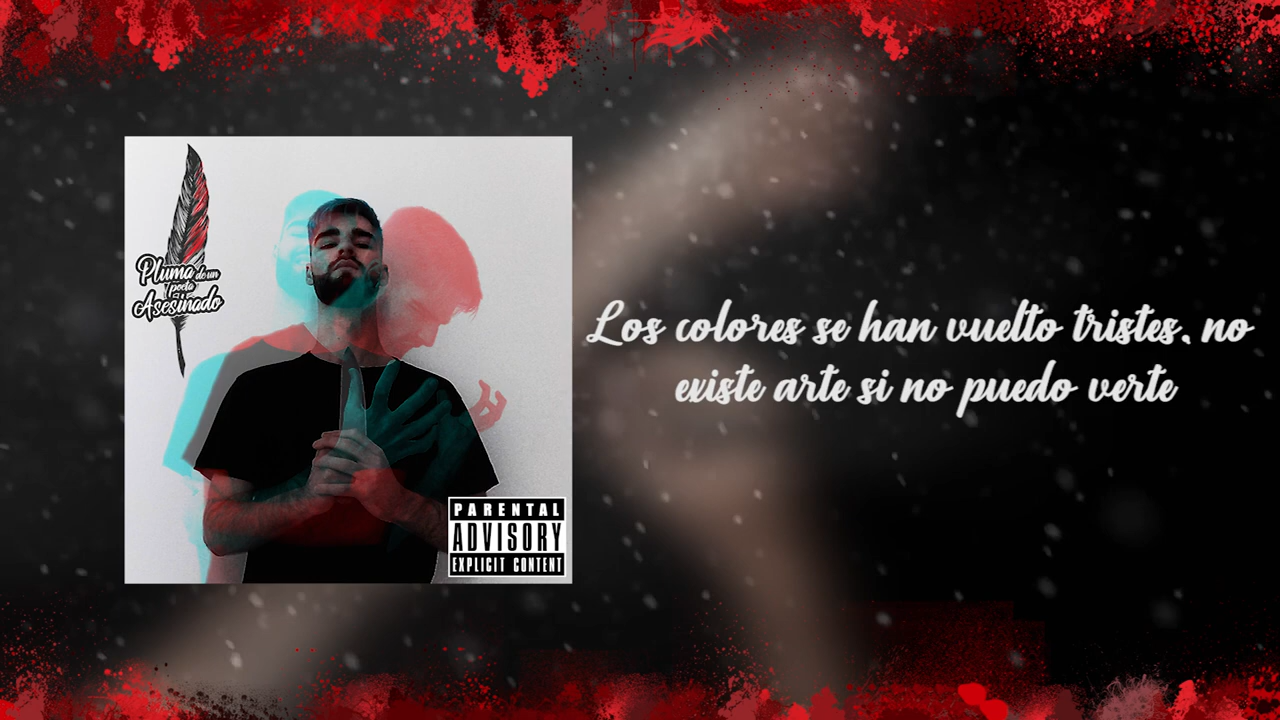 Pluma de un
poeta
Asesinado
PARENTAL
ADVISORY
EXPLICIT CONTENT
Los colores se han vuelto tristes, no
existe arte si no puedo verte